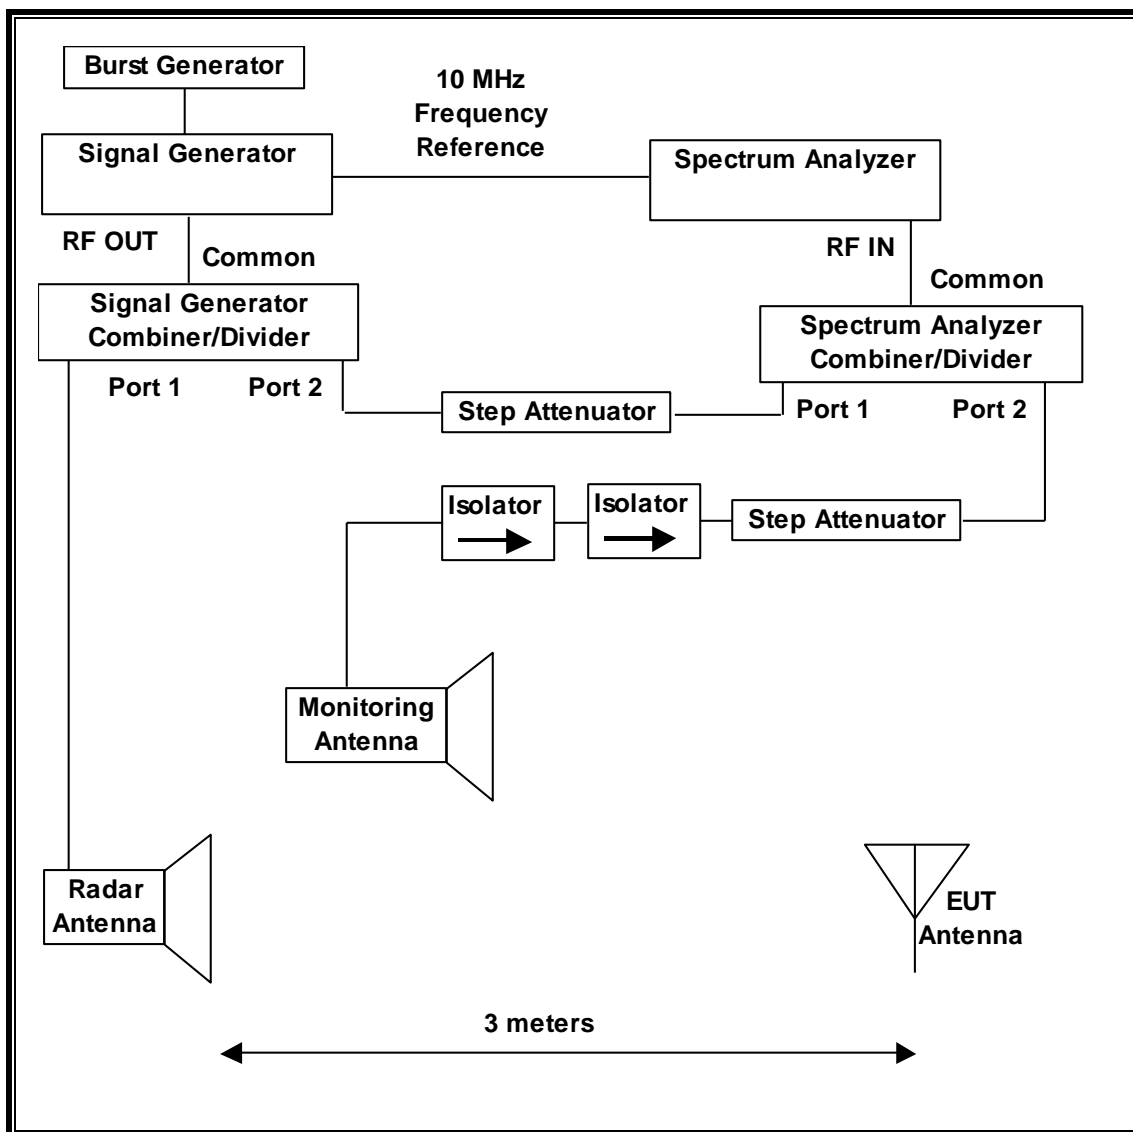 Burst Generator
10 MHz
Frequency
Reference
Signal Generator
Spectrum Analyzer
RF OUT
Common
RF IN
Common
Signal Generator
Combiner/Divider
Spectrum Analyzer
Combiner/Divider
Port 1
Port 2
Step Attenuator
Port 1
Port 2
Isolator
Isolator
Step Attenuator
Monitoring
Antenna
Radar
Antenna
EUT
Antenna
3 meters